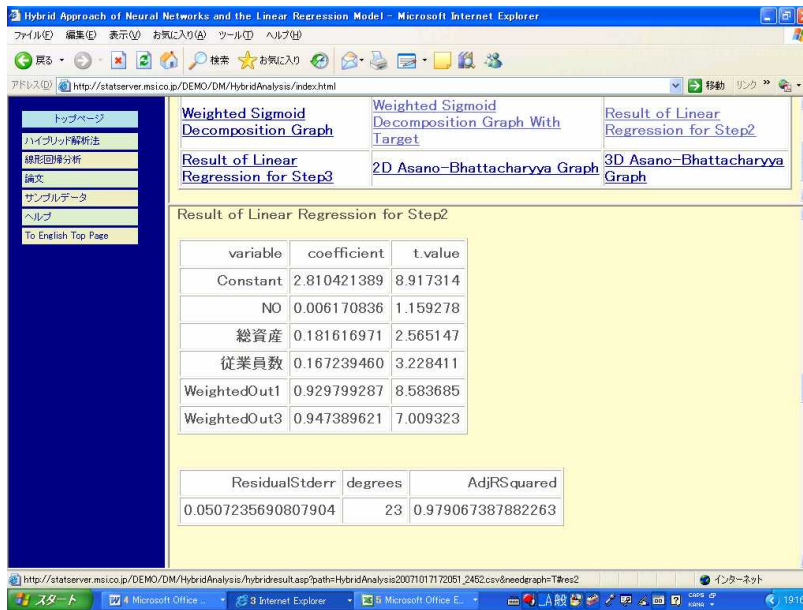 Hybrid Approach of Neural Networks and the Linear Regression Model - Microsoft Internet Explorer
ファイル(F) 編集(E) 表示(V) お気に入り(A) ツール(T) ヘルプ(H)
戻る 検索 お気に入り
アドレス(D) http://statserver.msi.co.jp/DEMO/DM/HybridAnalysis/index.html 移動 リンク »
トップページ
ハイブリッド解析法
線形回帰分析
論文
サンプルデータ
ヘルプ
To English Top Page
Weighted Sigmoid Decomposition Graph
Weighted Sigmoid Decomposition Graph With Target
Result of Linear Regression for Step2
Result of Linear Regression for Step3
2D Asano-Bhattacharyya Graph
3D Asano-Bhattacharyya Graph
Result of Linear Regression for Step2
variable coefficient t.value
Constant 2.810421389 8.917314
NO 0.006170836 1.159278
総資産 0.181616971 2.565147
従業員数 0.167239460 3.228411
WeightedOut1 0.929799287 8.583685
WeightedOut3 0.947389621 7.009323
ResidualStderr degrees AdjRSquared
0.0507235690807904 23 0.979067387882263
http://statserver.msi.co.jp/DEMO/DM/HybridAnalysis/hybridresult.asp?path=HybridAnalysis20071017172051_2452.csv&needgraph=T#res2 インターネット
スタート 4 Microsoft Office .. 3 Internet Explorer 5 Microsoft Office E.. A般 CAPS KANA